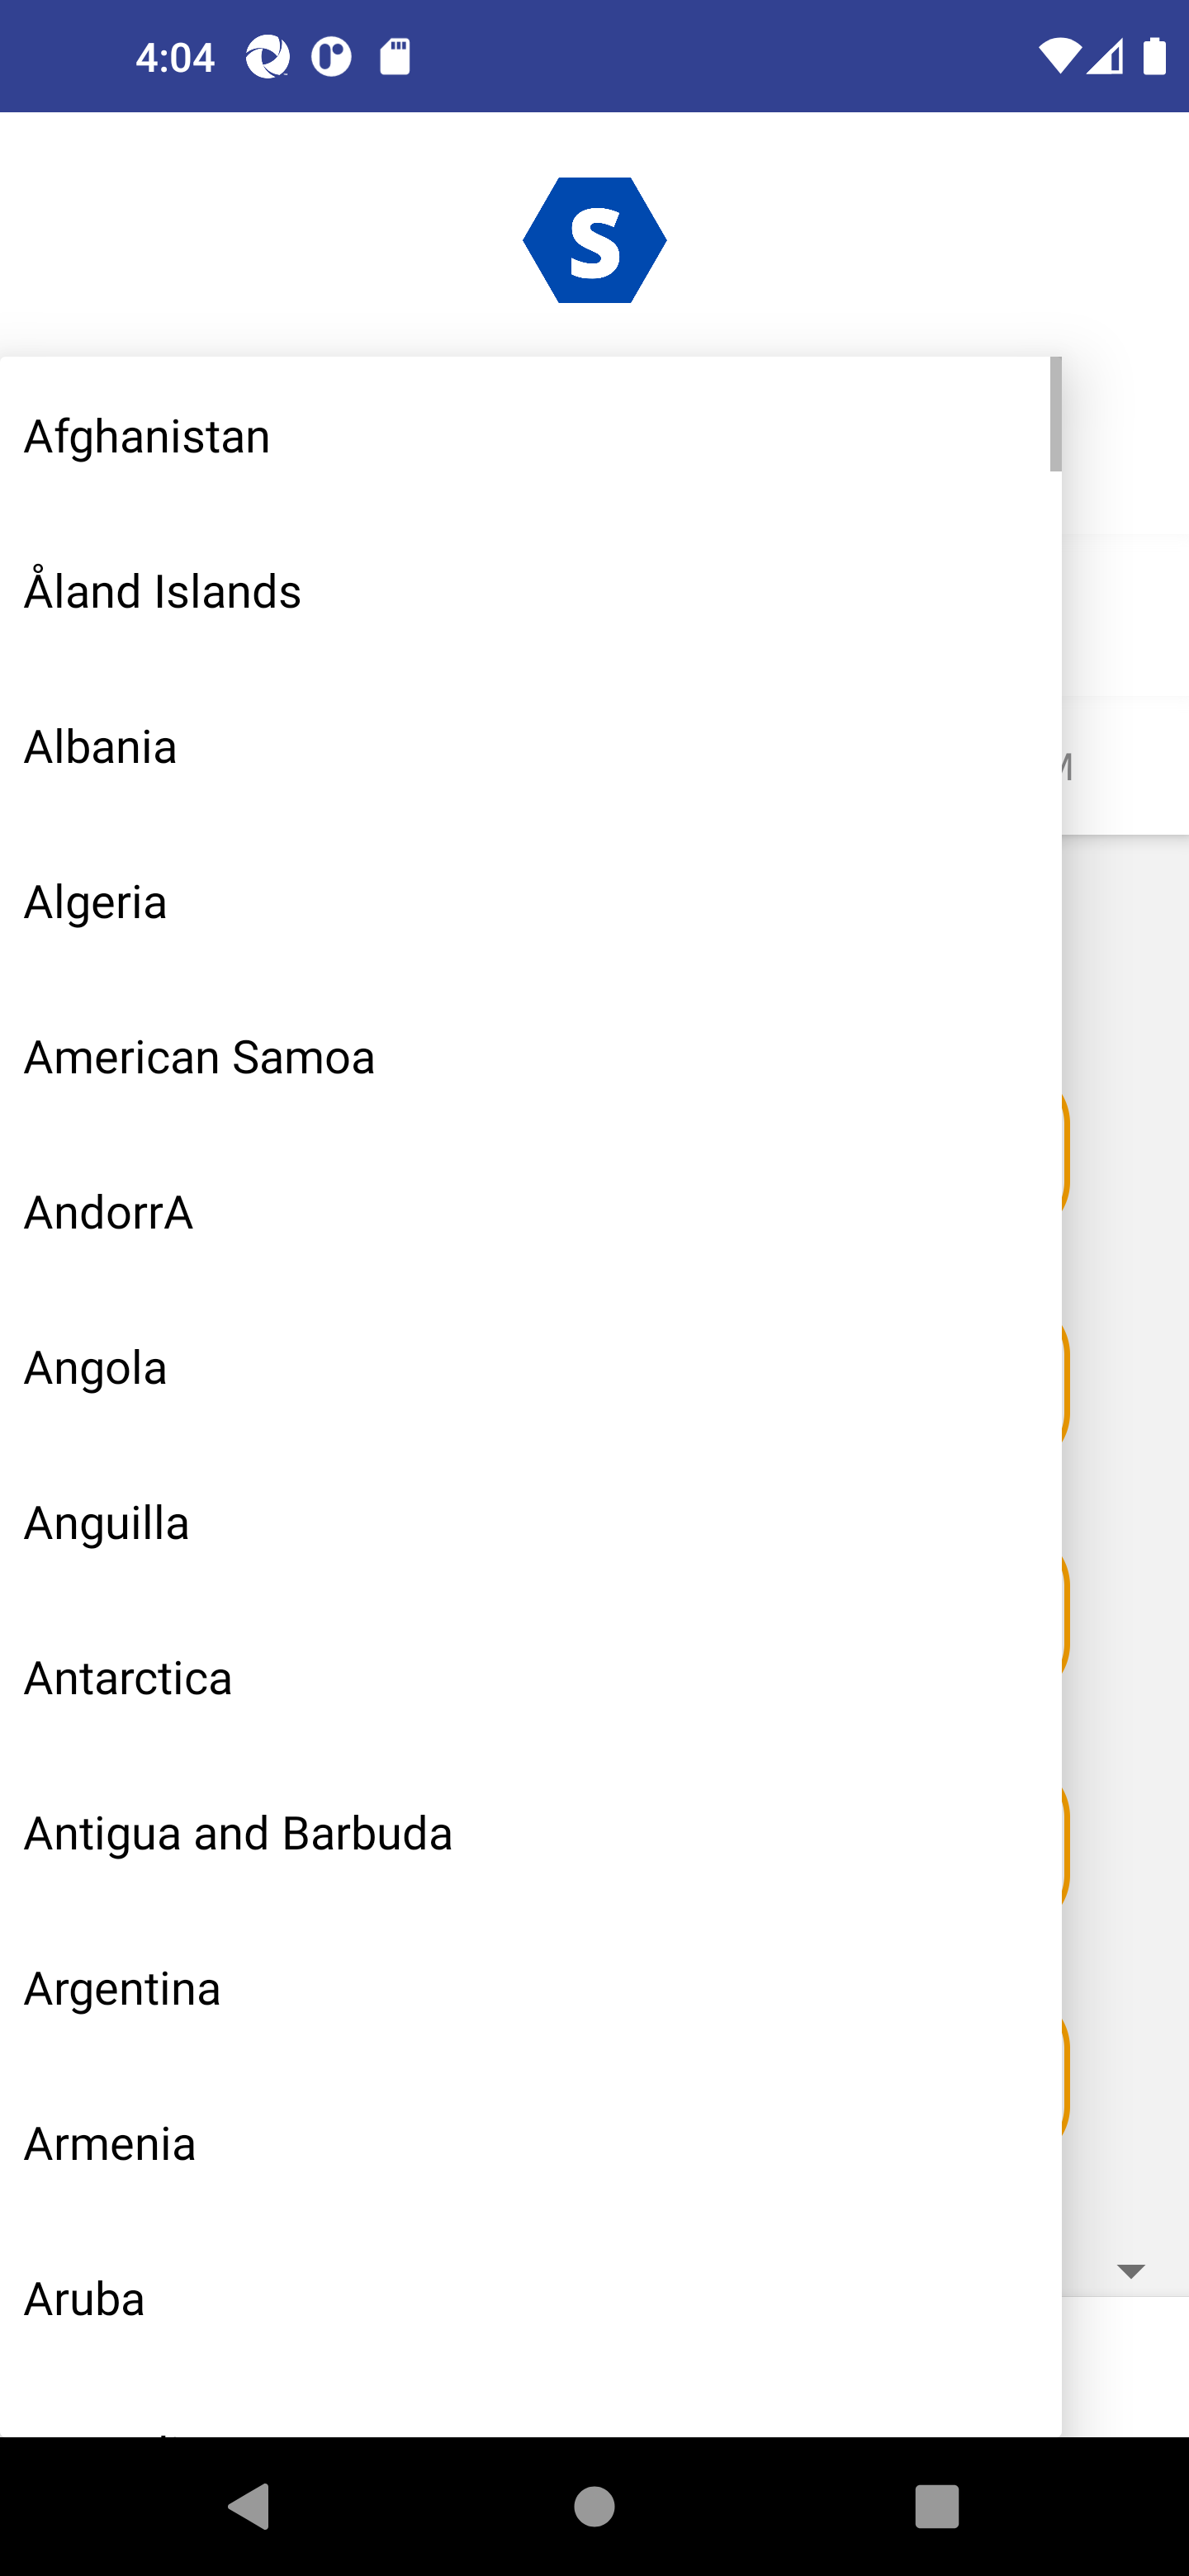 4:04
S
Afghanistan
Åland Islands
Albania
M
Algeria
American Samoa
AndorrA
Angola
Anguilla
Antarctica
Antigua and Barbuda
Argentina
Armenia
Aruba